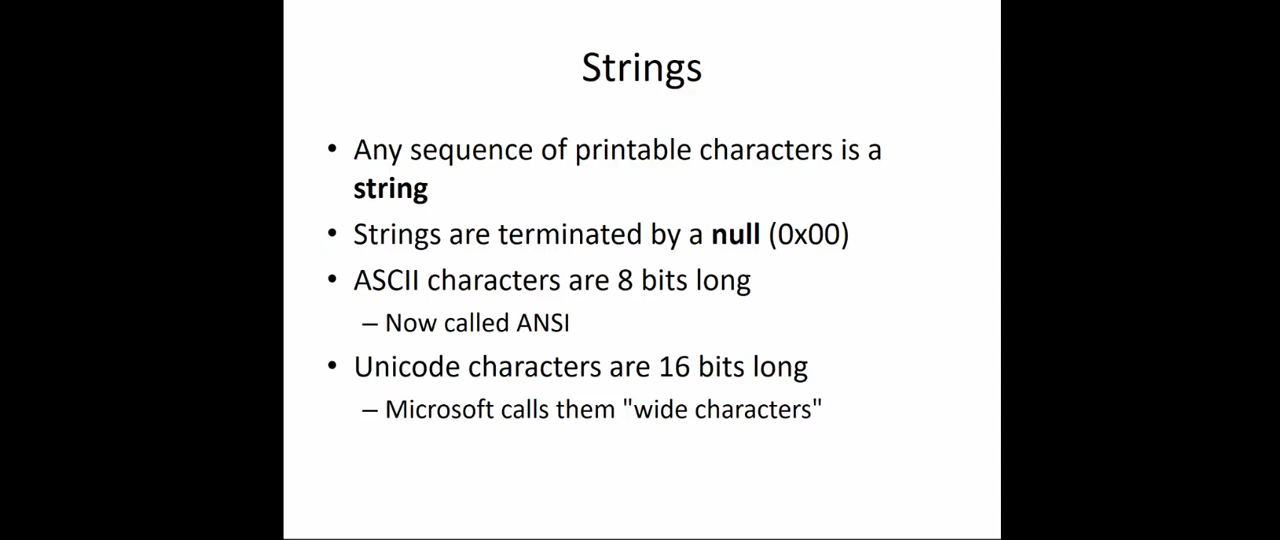 Strings
• Any sequence of printable characters is a
string
• Strings are terminated by a null (0x00)
• ASCII characters are 8 bits long
– Now called ANSI
• Unicode characters are 16 bits long
– Microsoft calls them "wide characters"